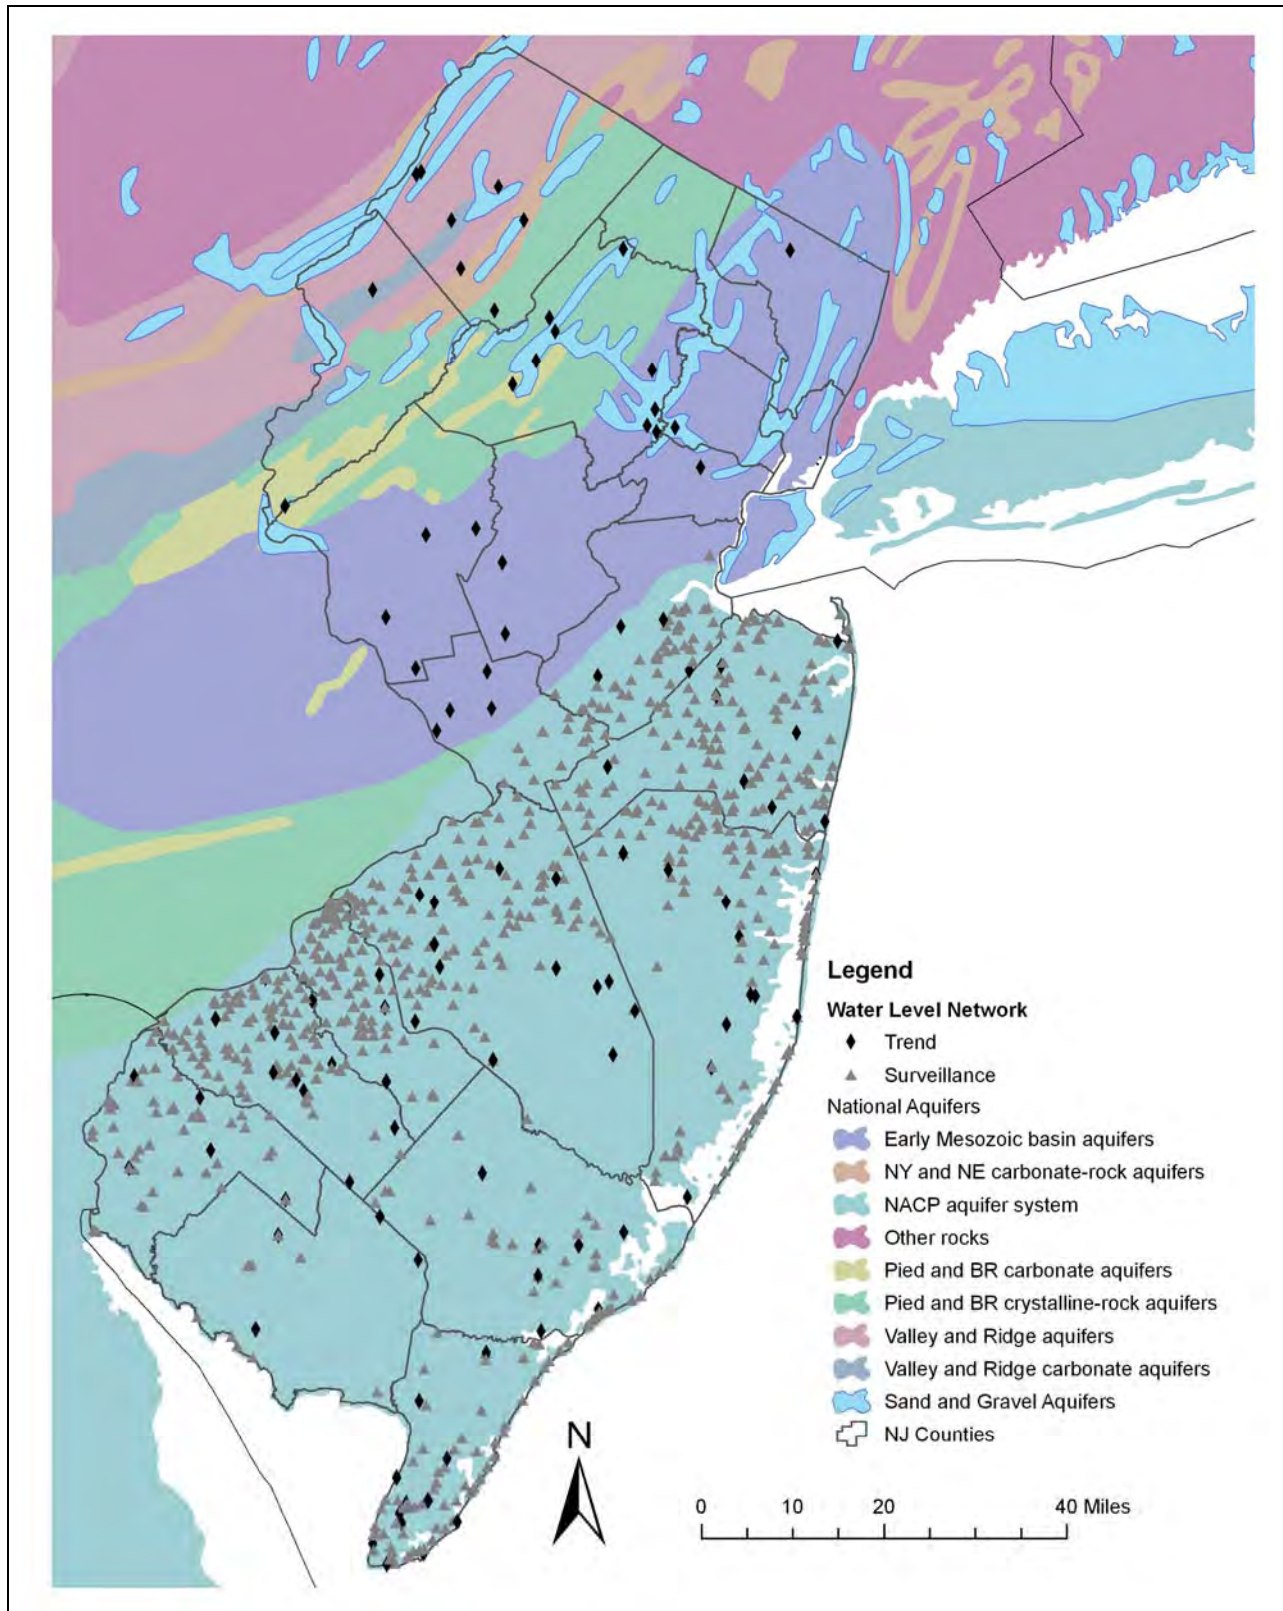 Legend
Water Level Network
Trend
Surveillance
National Aquifers
Early Mesozoic basin aquifers
NY and NE carbonate-rock aquifers
NACP aquifer system
Other rocks
Pied and BR carbonate aquifers
Pied and BR crystalline-rock aquifers
Valley and Ridge aquifers
Valley and Ridge carbonate aquifers
Sand and Gravel Aquifers
NJ Counties
N
0 10 20 40 Miles